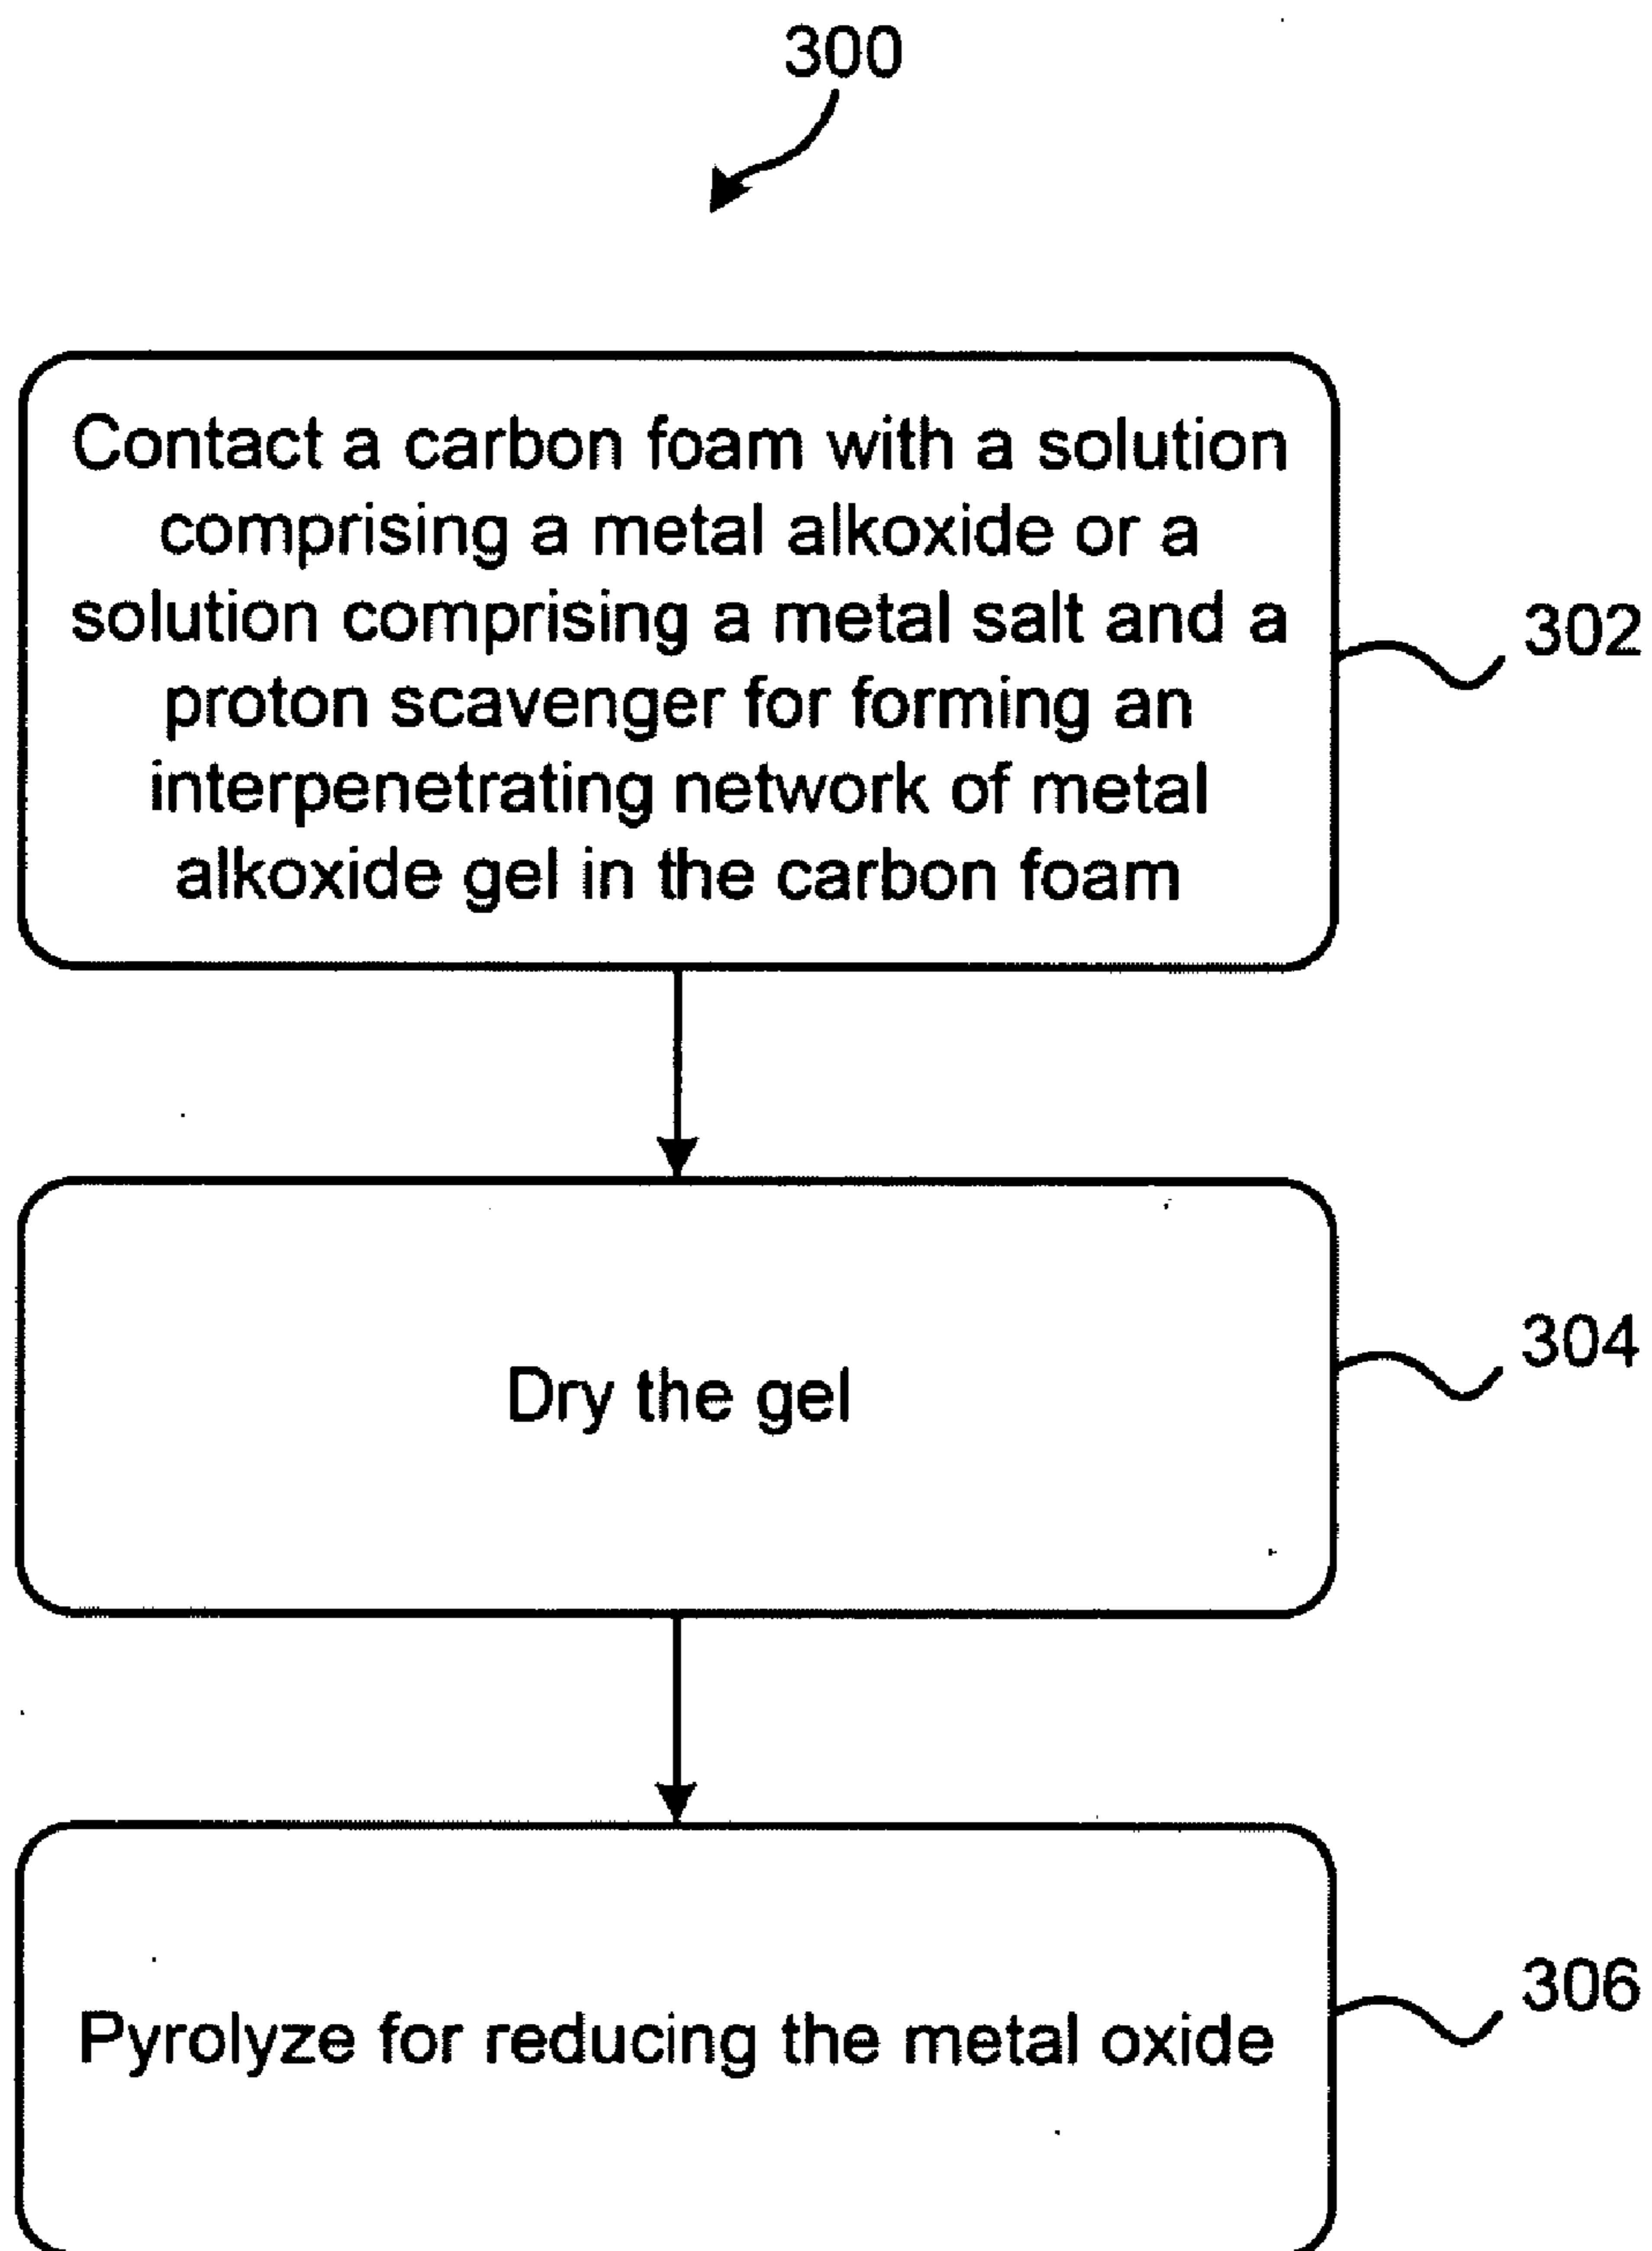 300
Contact a carbon foam with a solution
comprising a metal alkoxide or a
solution comprising a metal salt and a
proton scavenger for forming an
interpenetrating network of metal
alkoxide gel in the carbon foam
302
Dry the gel
304
Pyrolyze for reducing the metal oxide
306